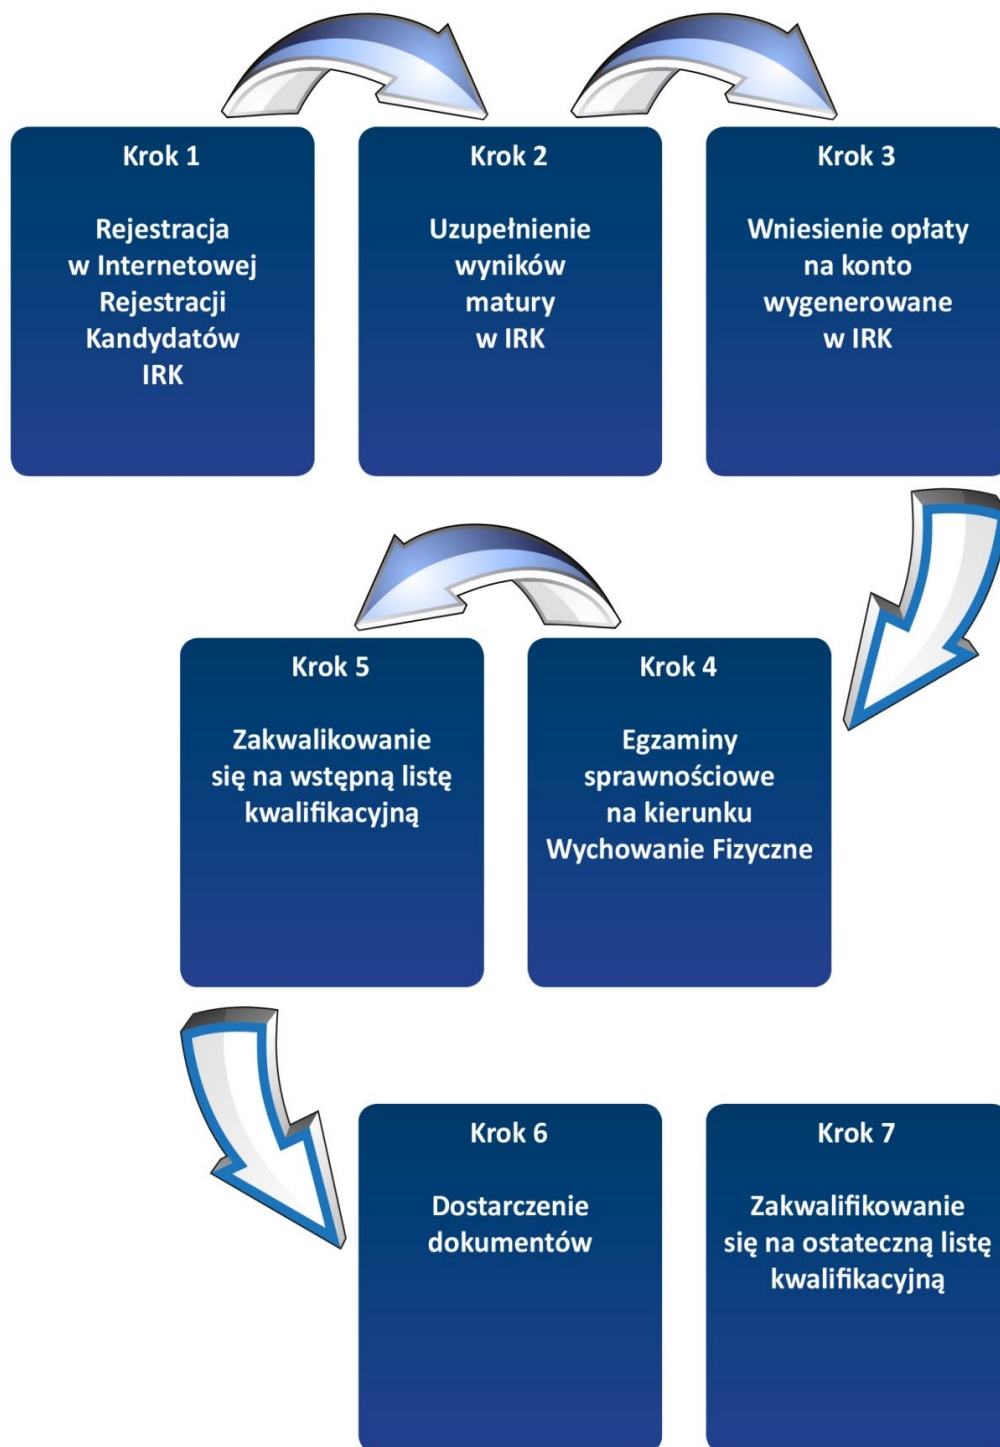 Krok 1
Rejestracja
w Internetowej
Rejestracji
Kandydatów
IRK
Krok 2
Uzupełnienie
wyników
matury
w IRK
Krok 3
Wniesienie opłaty
na konto
wygenerowane
w IRK
Krok 4
Egzaminy
sprawnościowe
na kierunku
Wychowanie Fizyczne
Krok 5
Zakwalikowanie
się na wstępną listę
kwalifikacyjną
Krok 6
Dostarczenie
dokumentów
Krok 7
Zakwalifikowanie
się na ostateczną listę
kwalifikacyjną